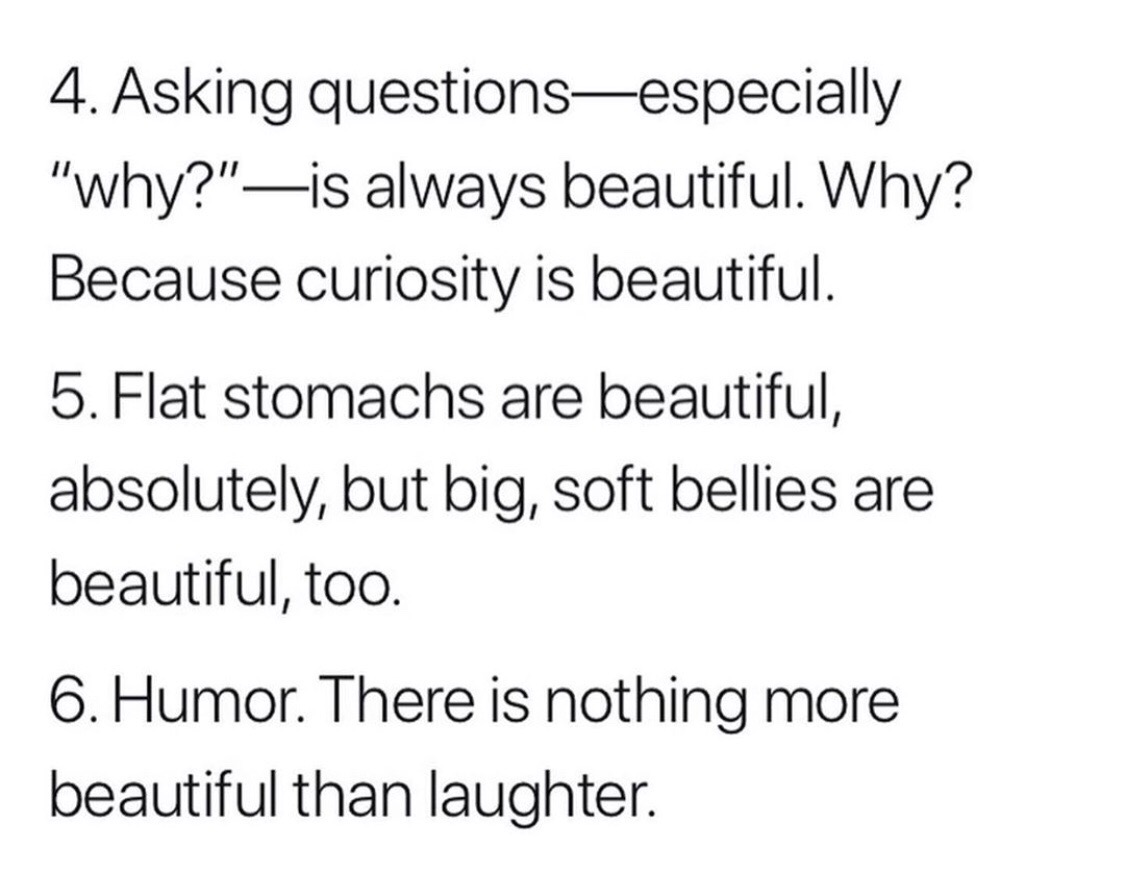 4. Asking questions—especially
"why?"—is always beautiful. Why?
Because curiosity is beautiful.
5. Flat stomachs are beautiful,
absolutely, but big, soft bellies are
beautiful, too.
6. Humor. There is nothing more
beautiful than laughter.